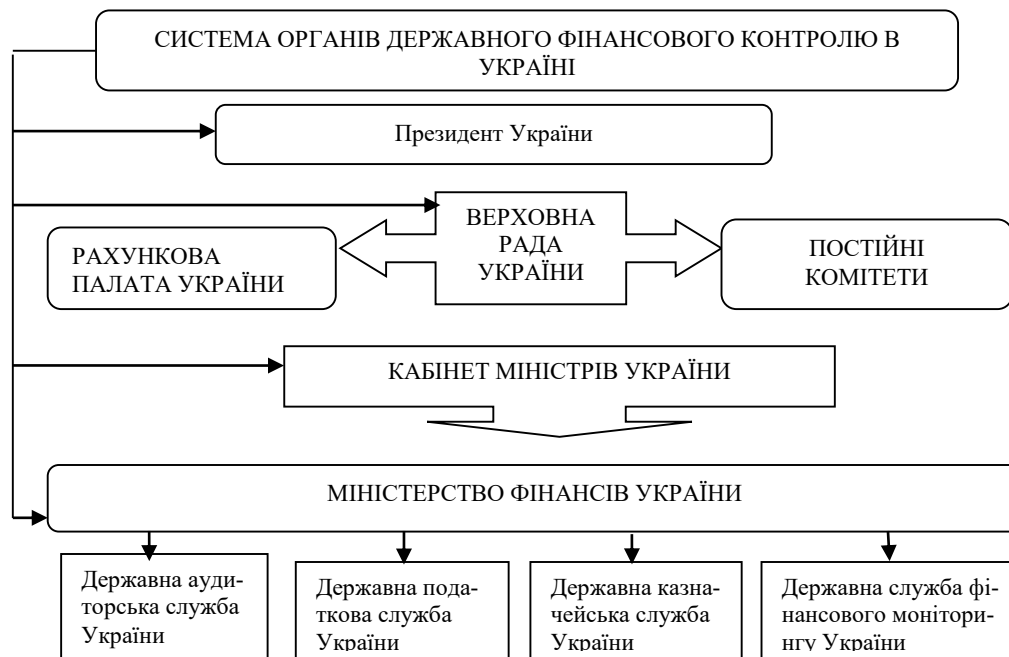 СИСТЕМА ОРГАНІВ ДЕРЖАВНОГО ФІНАНСОВОГО КОНТРОЛЮ В
УКРАЇНІ
Президент України
ВЕРХОВНА
РАДА
УКРАЇНИ
РАХУНКОВА
ПАЛАТА УКРАЇНИ
ПОСТІЙНІ
КОМІТЕТИ
КАБІНЕТ МІНІСТРІВ УКРАЇНИ
МІНІСТЕРСТВО ФІНАНСІВ УКРАЇНИ
Державна ауди-
торська служба
України
Державна пода-
ткова служба
України
Державна казна-
чейська служба
України
Державна служба фі-
нансового моніторин-
нгу України